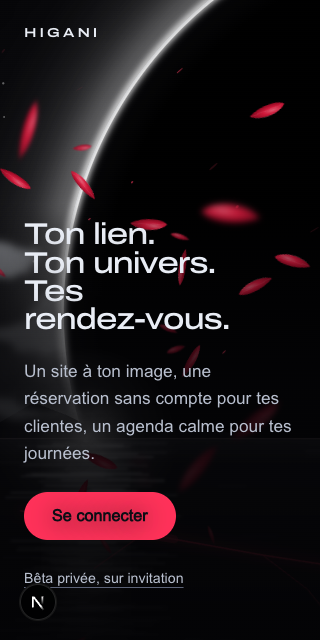 HIGANI
Ton lien.
Ton univers.
Tes
rendez-vous.
Un site à ton image, une
réservation sans compte pour tes
clientes, un agenda calme pour tes
journées.
Se connecter
Bêta privée, sur invitation
N